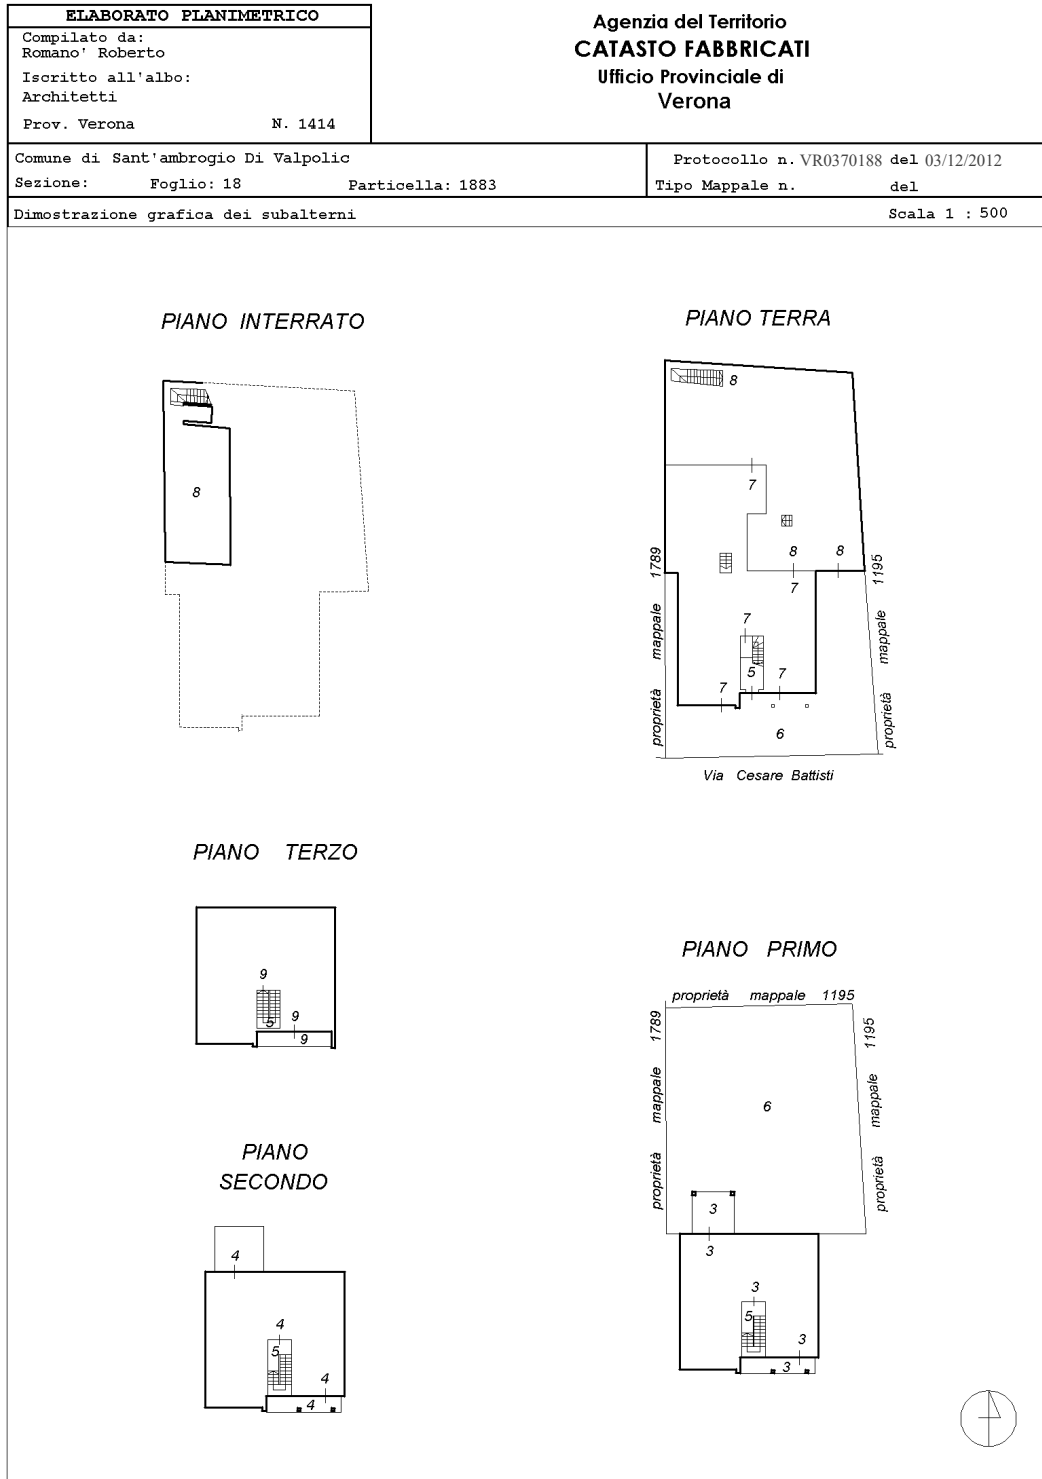 ELABORATO PLANIMETRICO
Compilato da:
Romano' Roberto
Iscritto all'albo:
Architetti
Prov. Verona N. 1414
Agenzia del Territorio
CATASTO FABBRICATI
Ufficio Provinciale di
Verona
Comune di Sant'ambrogio Di Valpolic
Sezione: Foglio: 18 Particella: 1883
Protocollo n. VR0370188 del 03/12/2012
Tipo Mappale n. del
Dimostrazione grafica dei subalterni
Scala 1 : 500
PIANO INTERRATO
8
PIANO TERRA
8
7
8 8
7
7
5
7
7
6
proprietà mappale 1789
proprietà mappale 1195
Via Cesare Battisti
PIANO TERZO
9
5
9
9
PIANO PRIMO
proprietà mappale 1195
proprietà mappale 1789
proprietà mappale 1195
6
3
3
3
5
3
3
PIANO
SECONDO
4
4
5
4
4